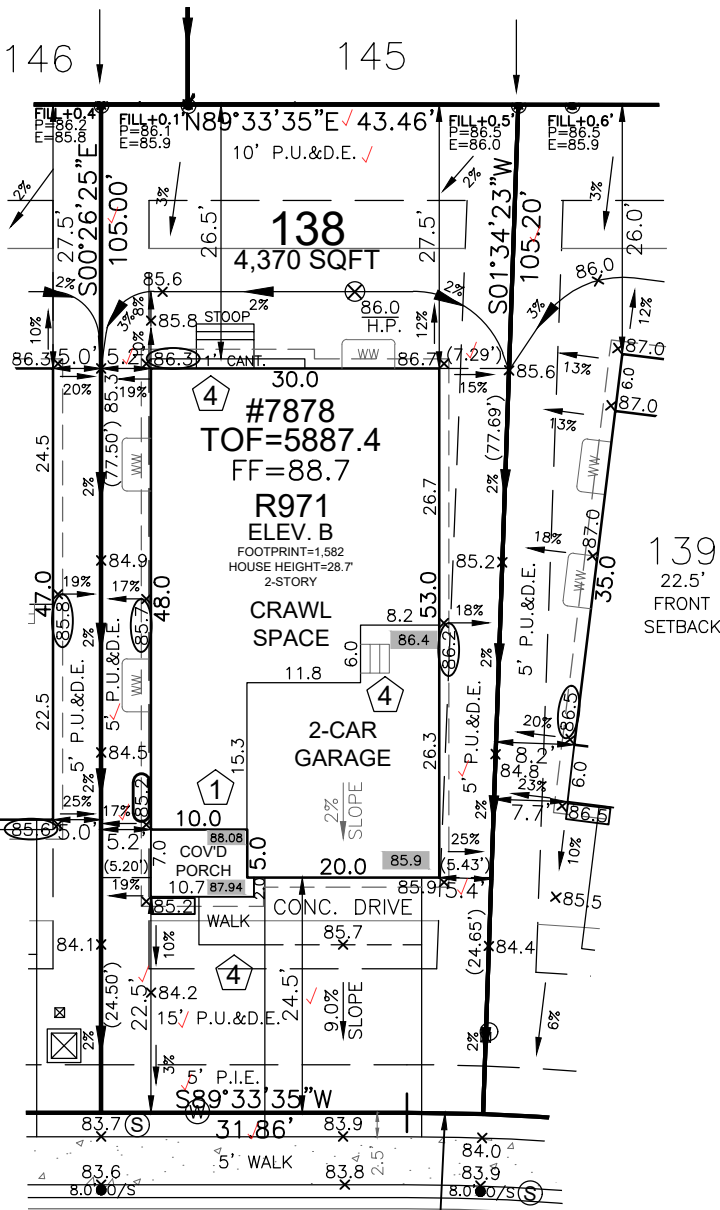 146
145
FILL+0.4'
P=86.2
E=85.8
FILL+0.1'
P=86.1
E=85.9
N89°33'35"E 43.46'
FILL+0.5'
P=86.5
E=86.0
FILL+0.6'
P=86.5
E=85.9
10' P.U.&D.E.
2%
3%
2%
3%
S00°26'25"E
105.00'
S01°34'23"W
105.20'
27.5'
26.5'
27.5'
26.0'
138
4,370 SQFT
2%
85.6
2%
2%
86.0
86.0
H.P.
3%
8%
85.8
STOOP
10%
3%
12%
12%
WW
87.0
86.3
5.0'
5.2'
86.3
1' CANT.
86.7
(7.29')
85.6
13%
6.0
20%
19%
30.0
15%
85.3
4
87.0
13%
#7878
TOF=5887.4
FF=88.7
(77.50')
(77.69')
24.5
WW
R971
ELEV. B
FOOTPRINT=1,582
HOUSE HEIGHT=28.7'
2-STORY
26.7
2%
2%
18%
87.0
139
22.5'
FRONT
SETBACK
84.9
85.2
WW
35.0
47.0
19%
17%
48.0
CRAWL
SPACE
53.0
8.2
18%
85.8
85.7
86.4
86.2
5' P.U.&D.E.
2%
6.0
2%
11.8
4
WW
5' P.U.&D.E.
5' P.U.&D.E.
5' P.U.&D.E.
86.5
22.5
2-CAR
GARAGE
20%
84.5
15.3
26.3
8.2'
84.8
6.0
2%
1
2%
SLOPE
23%
2%
25%
17%
85.2
10.0
7.7'
86.5
85.6
5.0'
5.2'
88.08
25%
10%
7.0
COV'D
PORCH
5.0
(5.20')
20.0
85.9
(5.43')
19%
10.7
87.94
2.0
85.9
5.4'
85.2
WALK
CONC. DRIVE
85.5
84.1
10%
85.7
84.4
4
24.5'
(24.50')
22.5'
84.2
9.0%
SLOPE
(24.65')
15' P.U.&D.E.
6%
2%
3%
2%
5' P.I.E.
S89°33'35"W
83.7
S
31.86'
83.9
84.0
5' WALK
2.5'
83.6
83.8
83.9
8.0' O/S
8.0' O/S
S